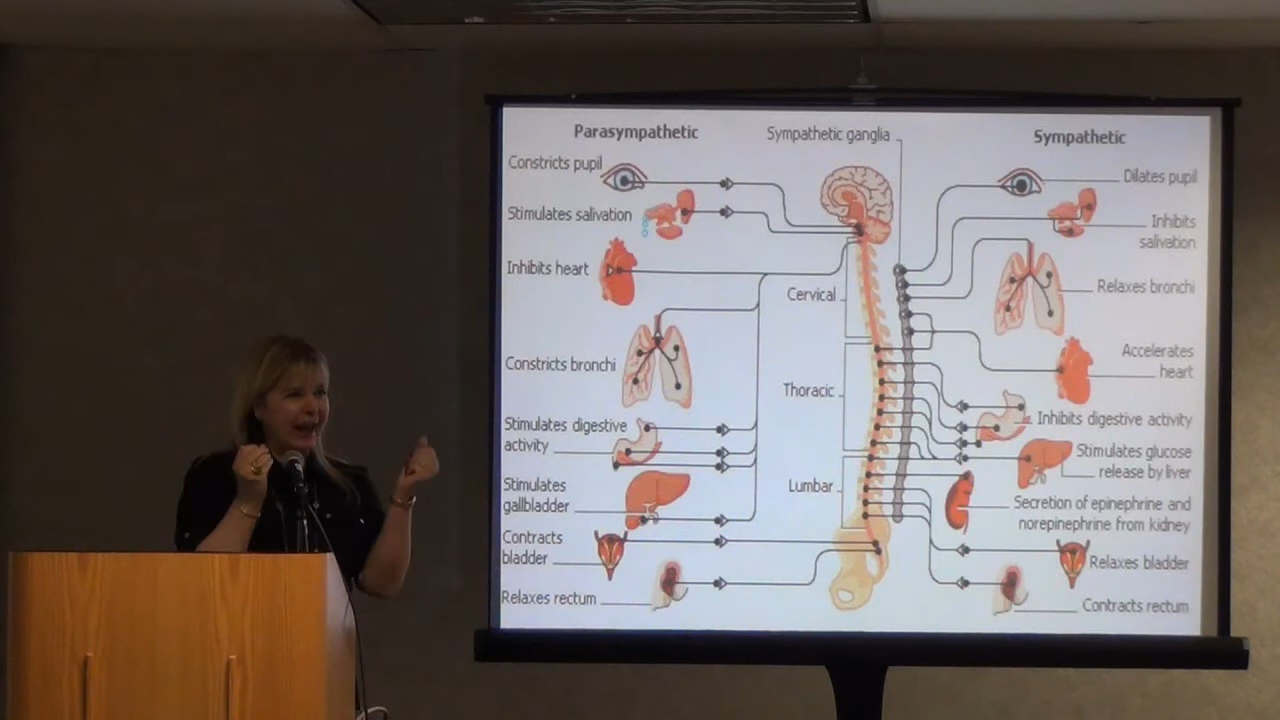 Parasympathetic
Sympathetic ganglia
Sympathetic
Constricts pupil
Stimulates salivation
Inhibits heart
Constricts bronchi
Stimulates digestive
activity
Stimulates
gallbladder
Contracts
bladder
Relaxes rectum
Cervical
Thoracic
Lumbar
Dilates pupil
Inhibits
salivation
Relaxes bronchi
Accelerates
heart
Inhibits digestive activity
Stimulates glucose
release by liver
Secretion of epinephrine and
norepinephrine from kidney
Relaxes bladder
Contracts rectum